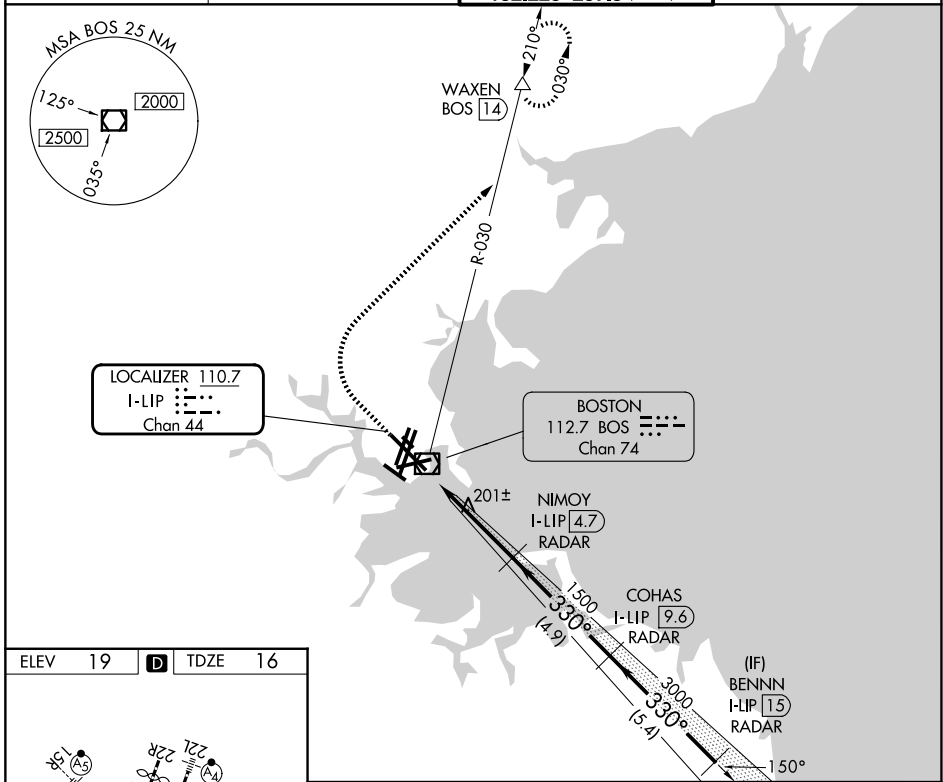 MSA BOS 25 NM
125°
2000
2500
035°
210°
030°
WAXEN
BOS 14
R-030
LOCALIZER 110.7
I-LIP
Chan 44
BOSTON
112.7 BOS
Chan 74
201±
NIMOY
I-LIP 4.7
RADAR
1500
330°
(4.9)
COHAS
I-LIP 9.6
RADAR
3000
330°
(5.4)
(IF)
BENNN
I-LIP 15
RADAR
150°
ELEV 19 D TDZE 16
15R
A5
22R
22L
A4